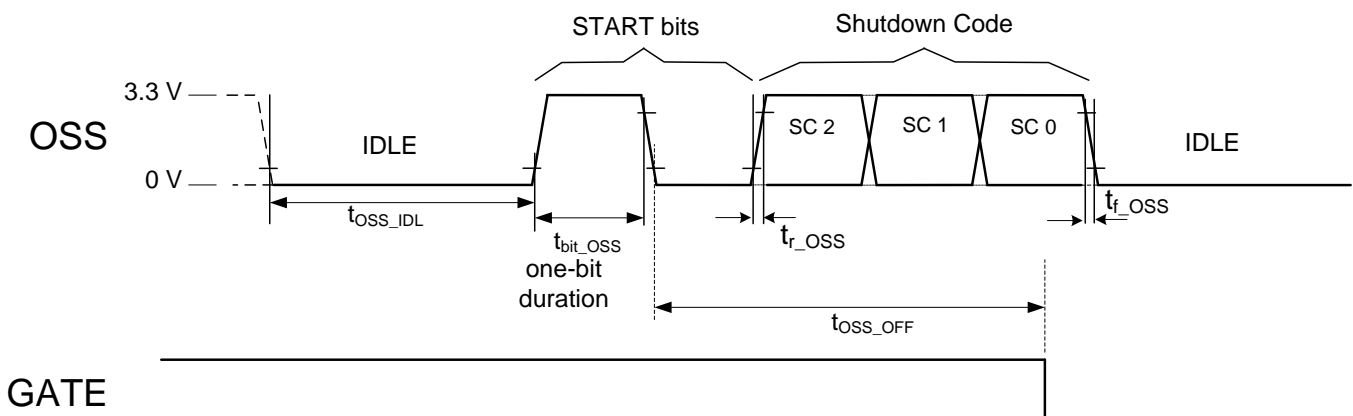 START bits
Shutdown Code
3.3 V
OSS
IDLE
SC 2
SC 1
SC 0
IDLE
0 V
tOSS_IDL
tbit_OSS
one-bit
duration
tr_OSS
tf_OSS
tOSS_OFF
GATE